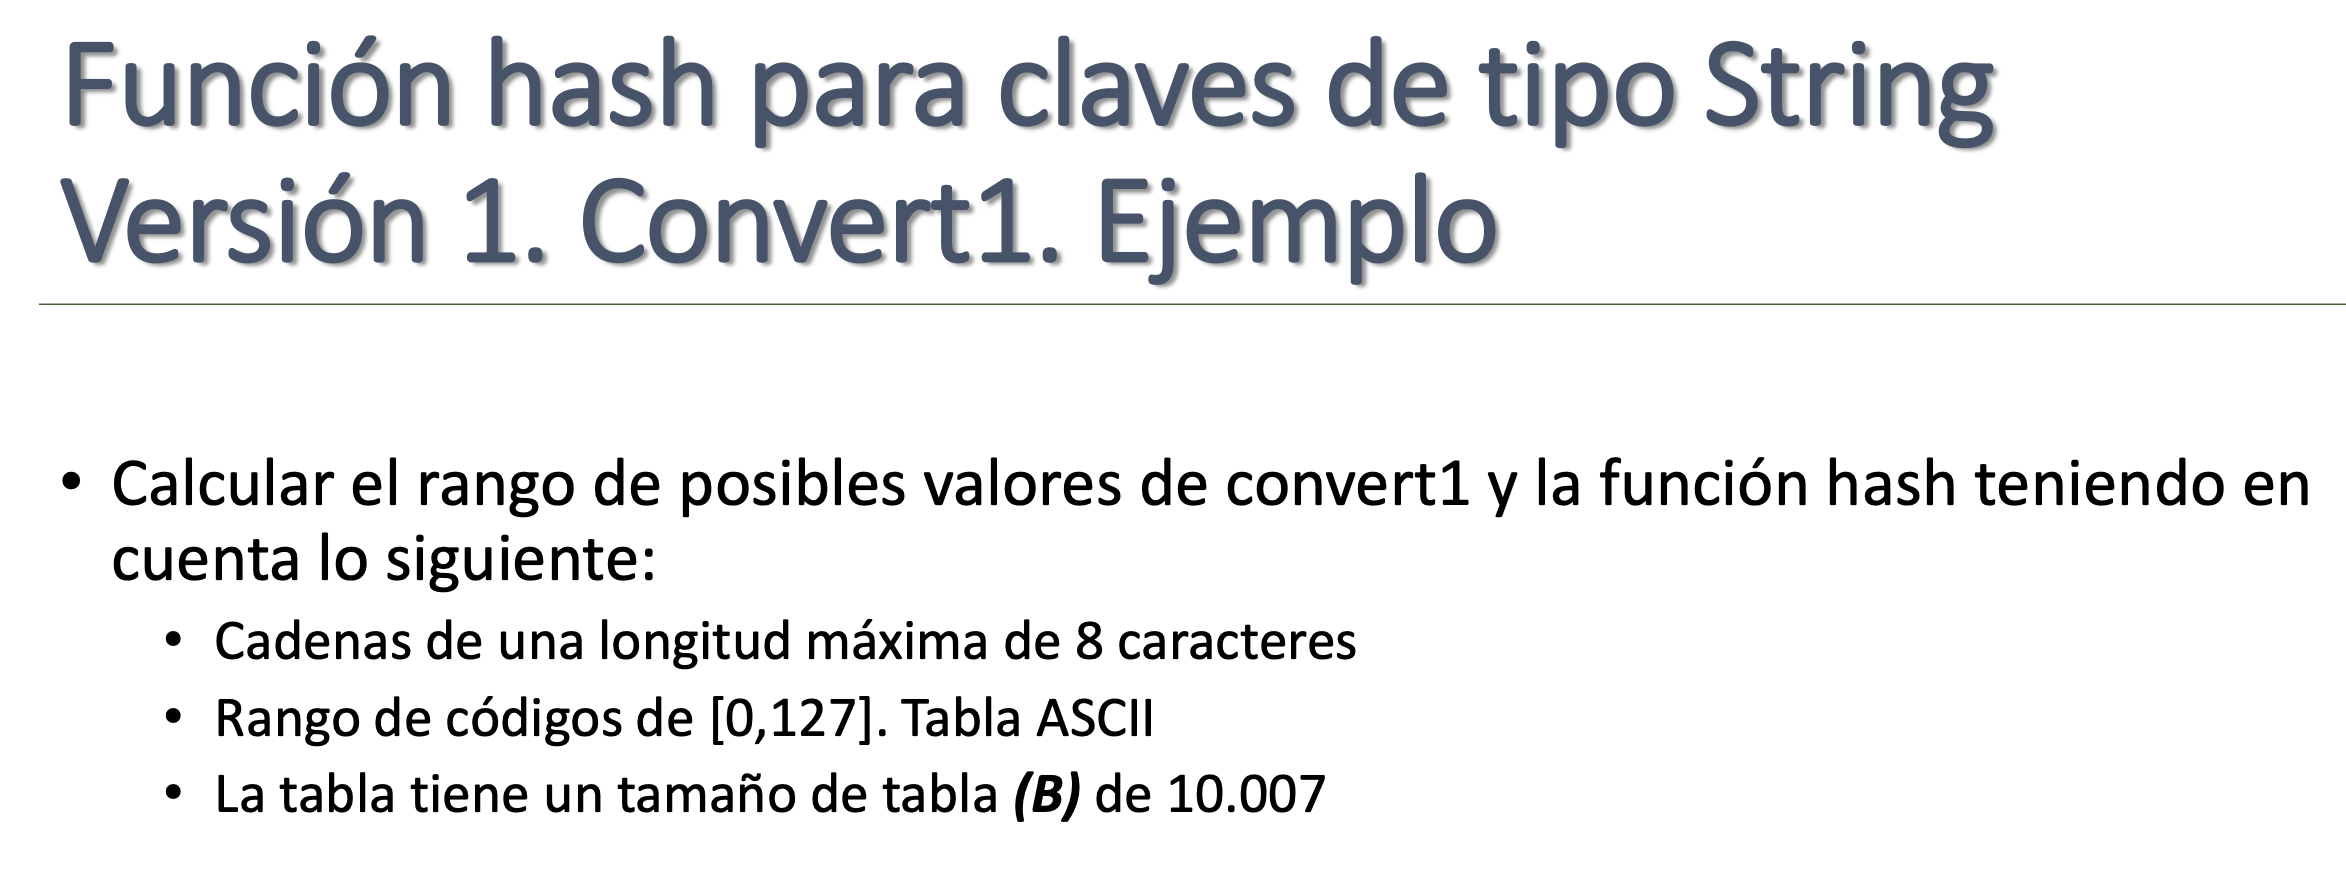 Función hash para claves de tipo String
Versión 1. Convert1. Ejemplo
• Calcular el rango de posibles valores de convert1 y la función hash teniendo en
cuenta lo siguiente:
• Cadenas de una longitud máxima de 8 caracteres
• Rango de códigos de [0,127]. Tabla ASCII
• La tabla tiene un tamaño de tabla (B) de 10.007